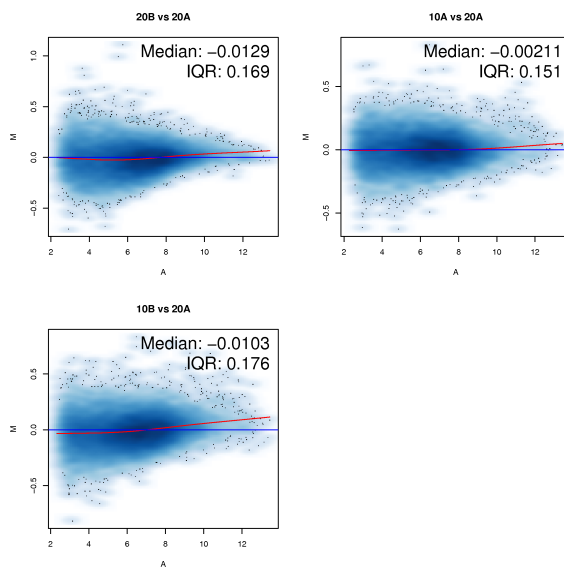 20B vs 20A
Median: −0.0129
IQR: 0.169
M
1.0
0.5
0.0
−0.5
2 4 6 8 10 12
A
10A vs 20A
Median: −0.00211
IQR: 0.151
M
0.5
0.0
−0.5
2 4 6 8 10 12
A
10B vs 20A
Median: −0.0103
IQR: 0.176
M
0.5
0.0
−0.5
2 4 6 8 10 12
A